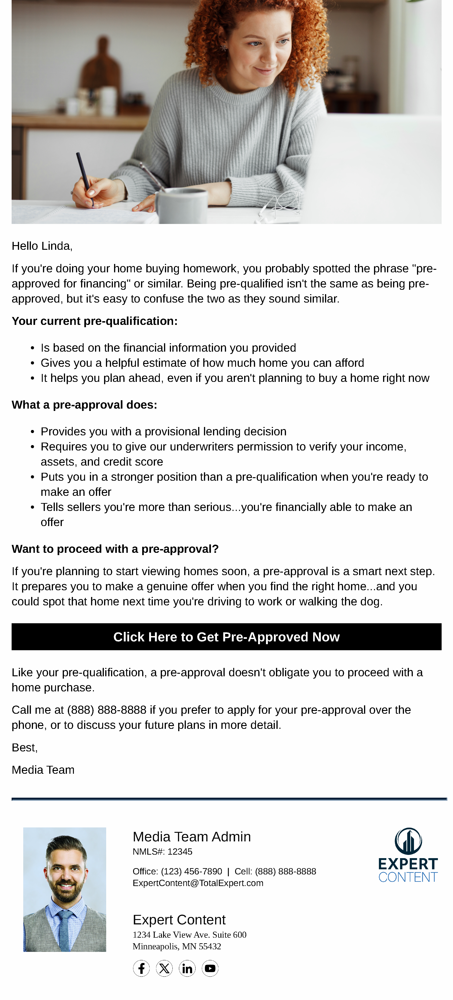 Hello Linda,
If you're doing your home buying homework, you probably spotted the phrase "pre-
approved for financing" or similar. Being pre-qualified isn't the same as being pre-
approved, but it's easy to confuse the two as they sound similar.
Your current pre-qualification:
• Is based on the financial information you provided
• Gives you a helpful estimate of how much home you can afford
• It helps you plan ahead, even if you aren't planning to buy a home right now
What a pre-approval does:
• Provides you with a provisional lending decision
• Requires you to give our underwriters permission to verify your income,
assets, and credit score
• Puts you in a stronger position than a pre-qualification when you're ready to
make an offer
• Tells sellers you're more than serious...you're financially able to make an
offer
Want to proceed with a pre-approval?
If you're planning to start viewing homes soon, a pre-approval is a smart next step.
It prepares you to make a genuine offer when you find the right home...and you
could spot that home next time you're driving to work or walking the dog.
Click Here to Get Pre-Approved Now
Like your pre-qualification, a pre-approval doesn't obligate you to proceed with a
home purchase.
Call me at (888) 888-8888 if you prefer to apply for your pre-approval over the
phone, or to discuss your future plans in more detail.
Best,
Media Team
Media Team Admin
NMLS#: 12345
Office: (123) 456-7890 | Cell: (888) 888-8888
ExpertContent@TotalExpert.com
EXPERT
CONTENT
Expert Content
1234 Lake View Ave. Suite 600
Minneapolis, MN 55432